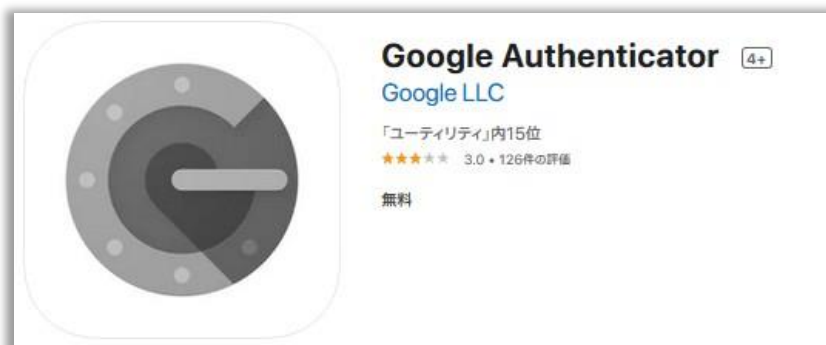 Google Authenticator 4+
Google LLC
「ユーティリティ」内15位
★★★★★ 3.0 • 126件の評価
無料